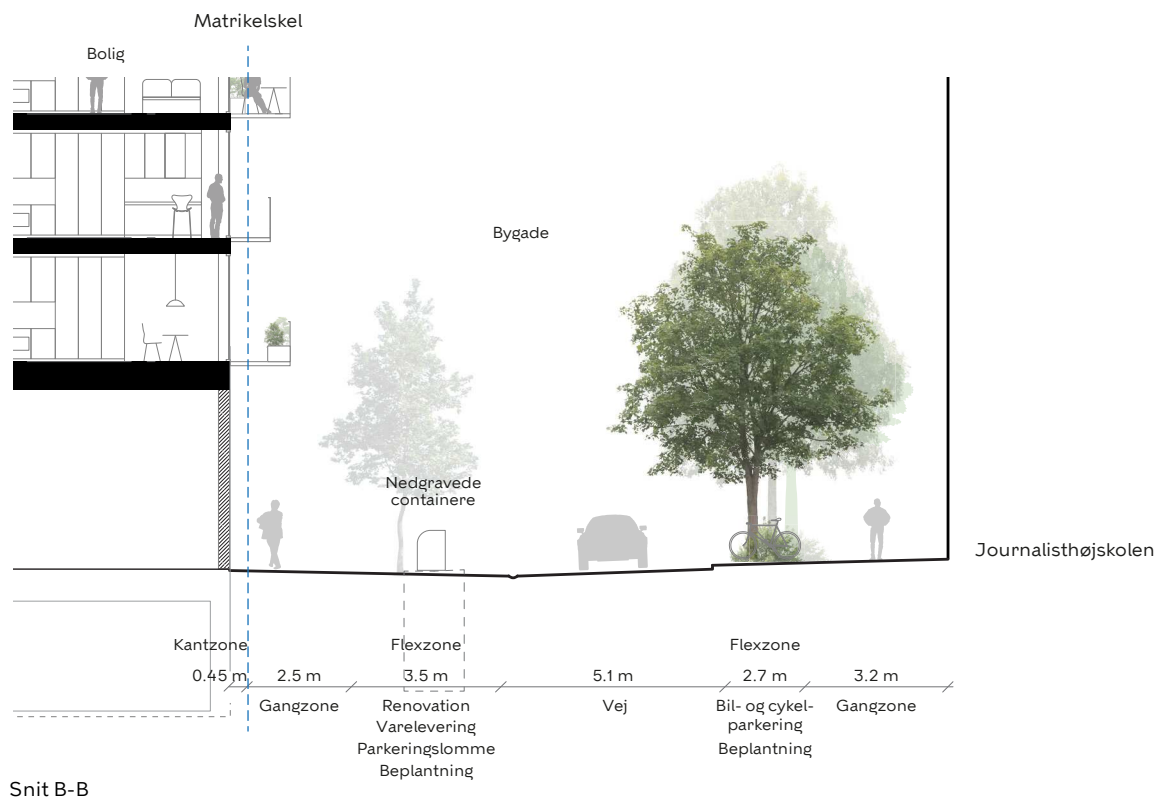 Matrikelskel
Bolig
Bygade
Nedgravede
containere
Journalisthøjskolen
Kantzone
Flexzone
Flexzone
0.45 m
2.5 m
3.5 m
5.1 m
2.7 m
3.2 m
Gangzone
Renovation
Varelevering
Parkeringslomme
Beplantning
Vej
Bil- og cykel-
parkering
Beplantning
Gangzone
Snit B-B